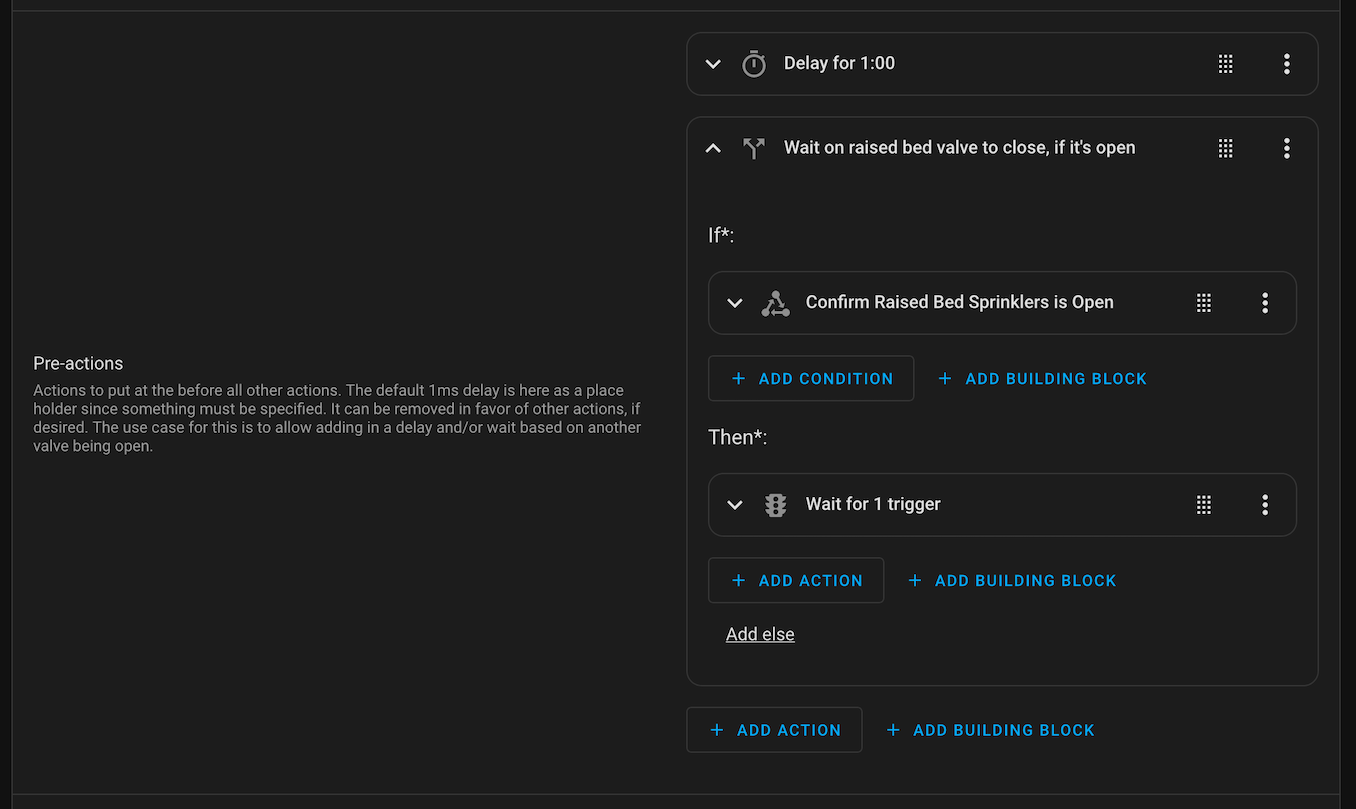 Pre-actions
Actions to put at the before all other actions. The default 1ms delay is here as a place
holder since something must be specified. It can be removed in favor of other actions, if
desired. The use case for this is to allow adding in a delay and/or wait based on another
valve being open.
Delay for 1:00
Wait on raised bed valve to close, if it's open
If*:
Confirm Raised Bed Sprinklers is Open
+ ADD CONDITION + ADD BUILDING BLOCK
Then*:
Wait for 1 trigger
+ ADD ACTION + ADD BUILDING BLOCK
Add else
+ ADD ACTION + ADD BUILDING BLOCK